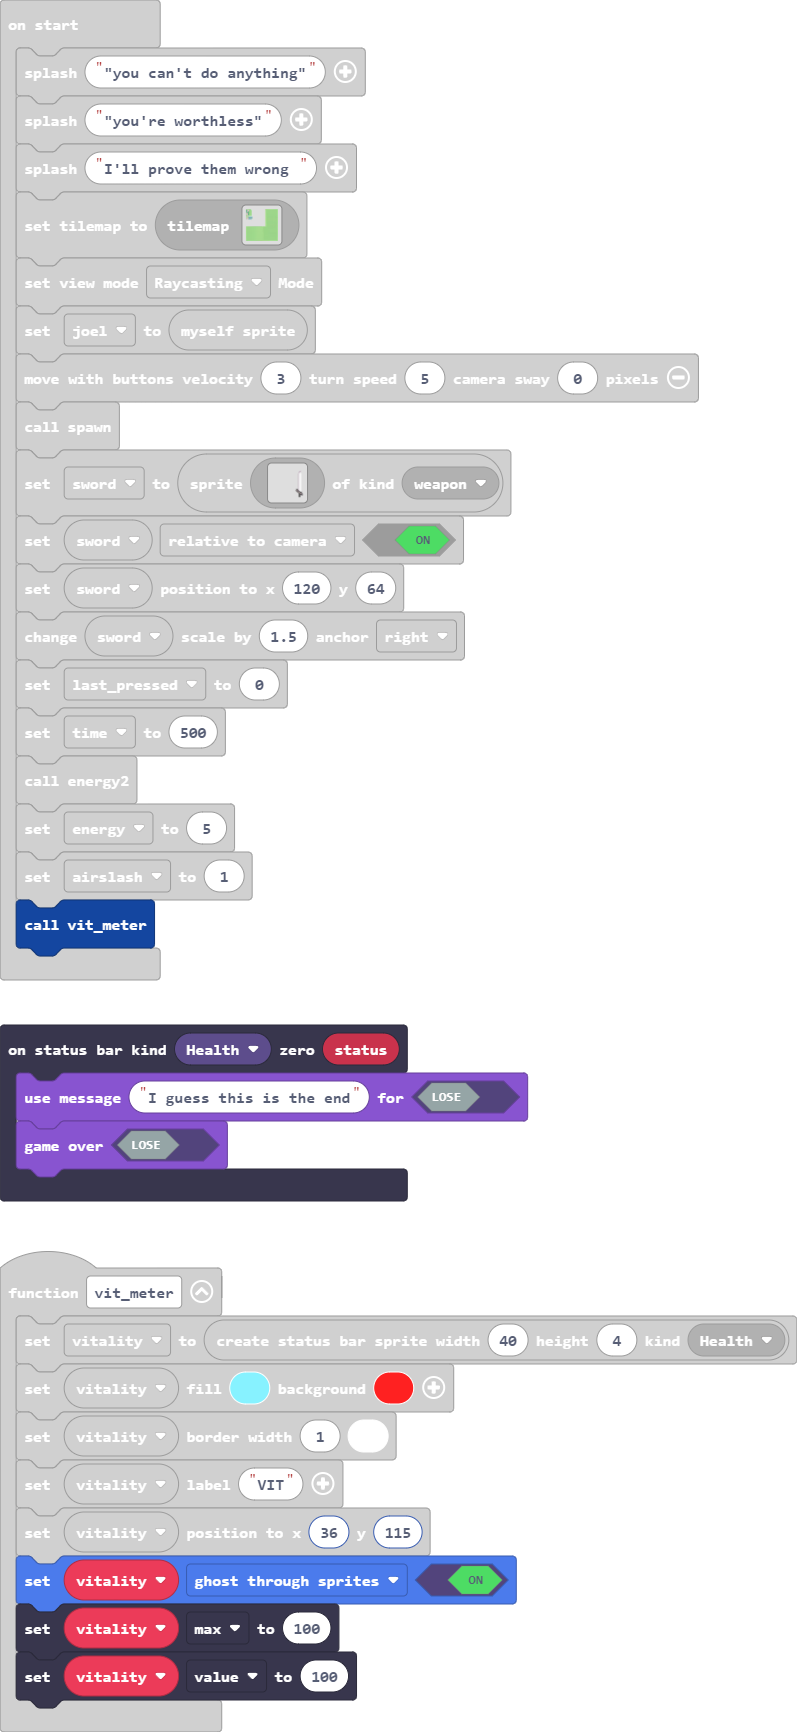 on start
splash ""you can't do anything""
splash ""you're worthless""
splash "I'll prove them wrong "
set tilemap to tilemap
set view mode Raycasting Mode
set joel to myself sprite
move with buttons velocity 3 turn speed 5 camera sway 0 pixels
call spawn
set sword to sprite of kind weapon
set sword relative to camera ON
set sword position to x 120 y 64
change sword scale by 1.5 anchor right
set last_pressed to 0
set time to 500
call energy2
set energy to 5
set airslash to 1
call vit_meter
on status bar kind Health zero status
use message "I guess this is the end" for LOSE
game over LOSE
function vit_meter
set vitality to create status bar sprite width 40 height 4 kind Health
set vitality fill background
set vitality border width 1
set vitality label "VIT"
set vitality position to x 36 y 115
set vitality ghost through sprites ON
set vitality max to 100
set vitality value to 100